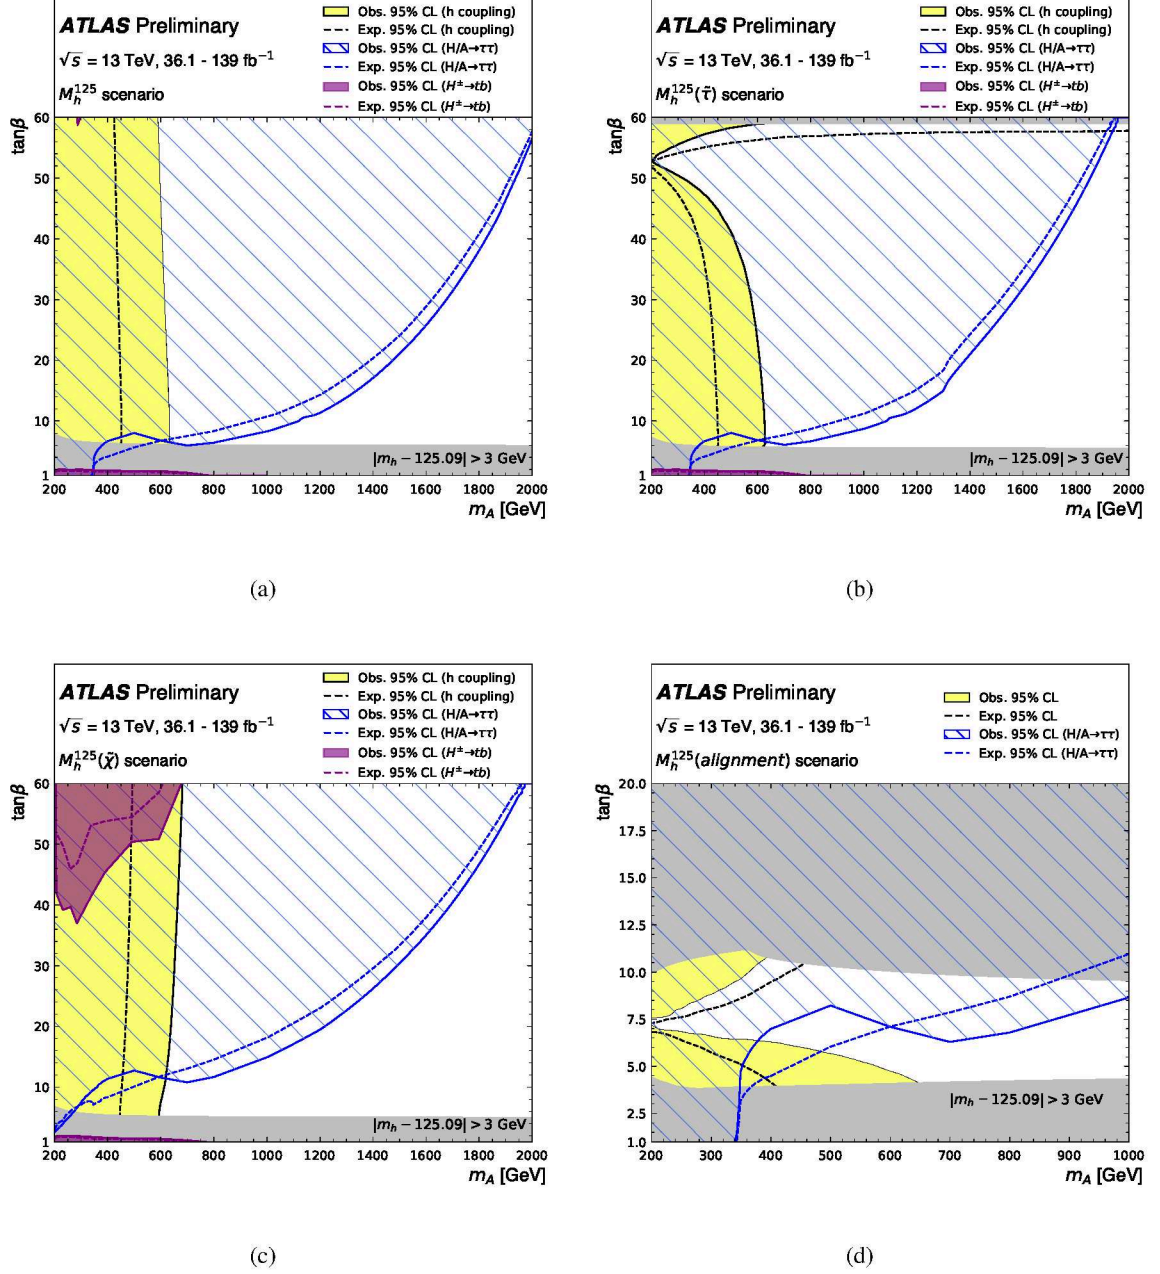 ATLAS Preliminary
√s = 13 TeV, 36.1 - 139 fb⁻¹
M_h^125 scenario
Obs. 95% CL (h coupling)
Exp. 95% CL (h coupling)
Obs. 95% CL (H/A→ττ)
Exp. 95% CL (H/A→ττ)
Obs. 95% CL (H±→tb)
Exp. 95% CL (H±→tb)
tanβ
60
50
40
30
20
10
1
|m_h − 125.09| > 3 GeV
200 400 600 800 1000 1200 1400 1600 1800 2000
m_A [GeV]
(a)
ATLAS Preliminary
√s = 13 TeV, 36.1 - 139 fb⁻¹
M_h^125(τ̃) scenario
Obs. 95% CL (h coupling)
Exp. 95% CL (h coupling)
Obs. 95% CL (H/A→ττ)
Exp. 95% CL (H/A→ττ)
Obs. 95% CL (H±→tb)
Exp. 95% CL (H±→tb)
tanβ
60
50
40
30
20
10
1
|m_h − 125.09| > 3 GeV
200 400 600 800 1000 1200 1400 1600 1800 2000
m_A [GeV]
(b)
ATLAS Preliminary
√s = 13 TeV, 36.1 - 139 fb⁻¹
M_h^125(χ̃) scenario
Obs. 95% CL (h coupling)
Exp. 95% CL (h coupling)
Obs. 95% CL (H/A→ττ)
Exp. 95% CL (H/A→ττ)
Obs. 95% CL (H±→tb)
Exp. 95% CL (H±→tb)
tanβ
60
50
40
30
20
10
1
|m_h − 125.09| > 3 GeV
200 400 600 800 1000 1200 1400 1600 1800 2000
m_A [GeV]
(c)
ATLAS Preliminary
√s = 13 TeV, 36.1 - 139 fb⁻¹
M_h^125(alignment) scenario
Obs. 95% CL
Exp. 95% CL
Obs. 95% CL (H/A→ττ)
Exp. 95% CL (H/A→ττ)
tanβ
20.0
17.5
15.0
12.5
10.0
7.5
5.0
2.5
1.0
|m_h − 125.09| > 3 GeV
200 300 400 500 600 700 800 900 1000
m_A [GeV]
(d)